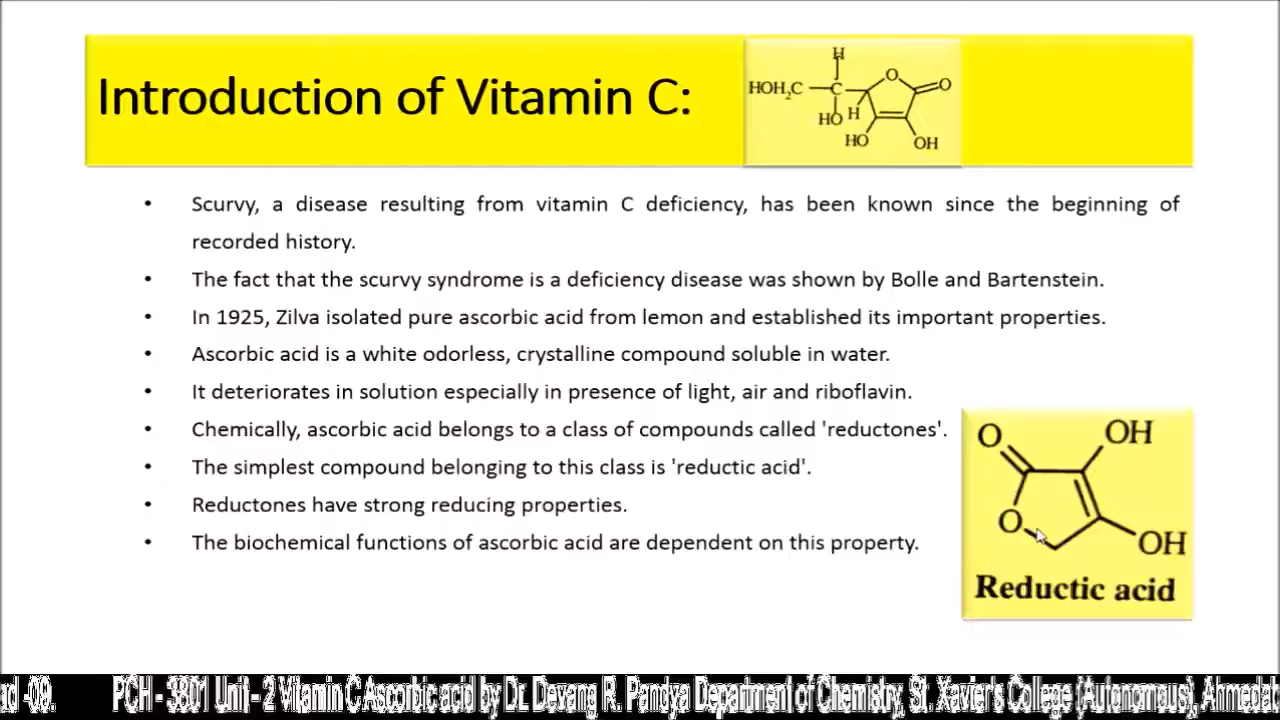 Introduction of Vitamin C:
H
HOH2C C O O
HO H
HO OH
• Scurvy, a disease resulting from vitamin C deficiency, has been known since the beginning of
recorded history.
• The fact that the scurvy syndrome is a deficiency disease was shown by Bolle and Bartenstein.
• In 1925, Zilva isolated pure ascorbic acid from lemon and established its important properties.
• Ascorbic acid is a white odorless, crystalline compound soluble in water.
• It deteriorates in solution especially in presence of light, air and riboflavin.
• Chemically, ascorbic acid belongs to a class of compounds called 'reductones'.
• The simplest compound belonging to this class is 'reductic acid'.
• Reductones have strong reducing properties.
• The biochemical functions of ascorbic acid are dependent on this property.
O OH
O
OH
Reductic acid
ad -09. PCH - 3801 Unit - 2 Vitamin C Ascorbic acid by Dr. Devang R. Pandya Department of Chemistry, St. Xavier's College (Autonomous), Ahmedab